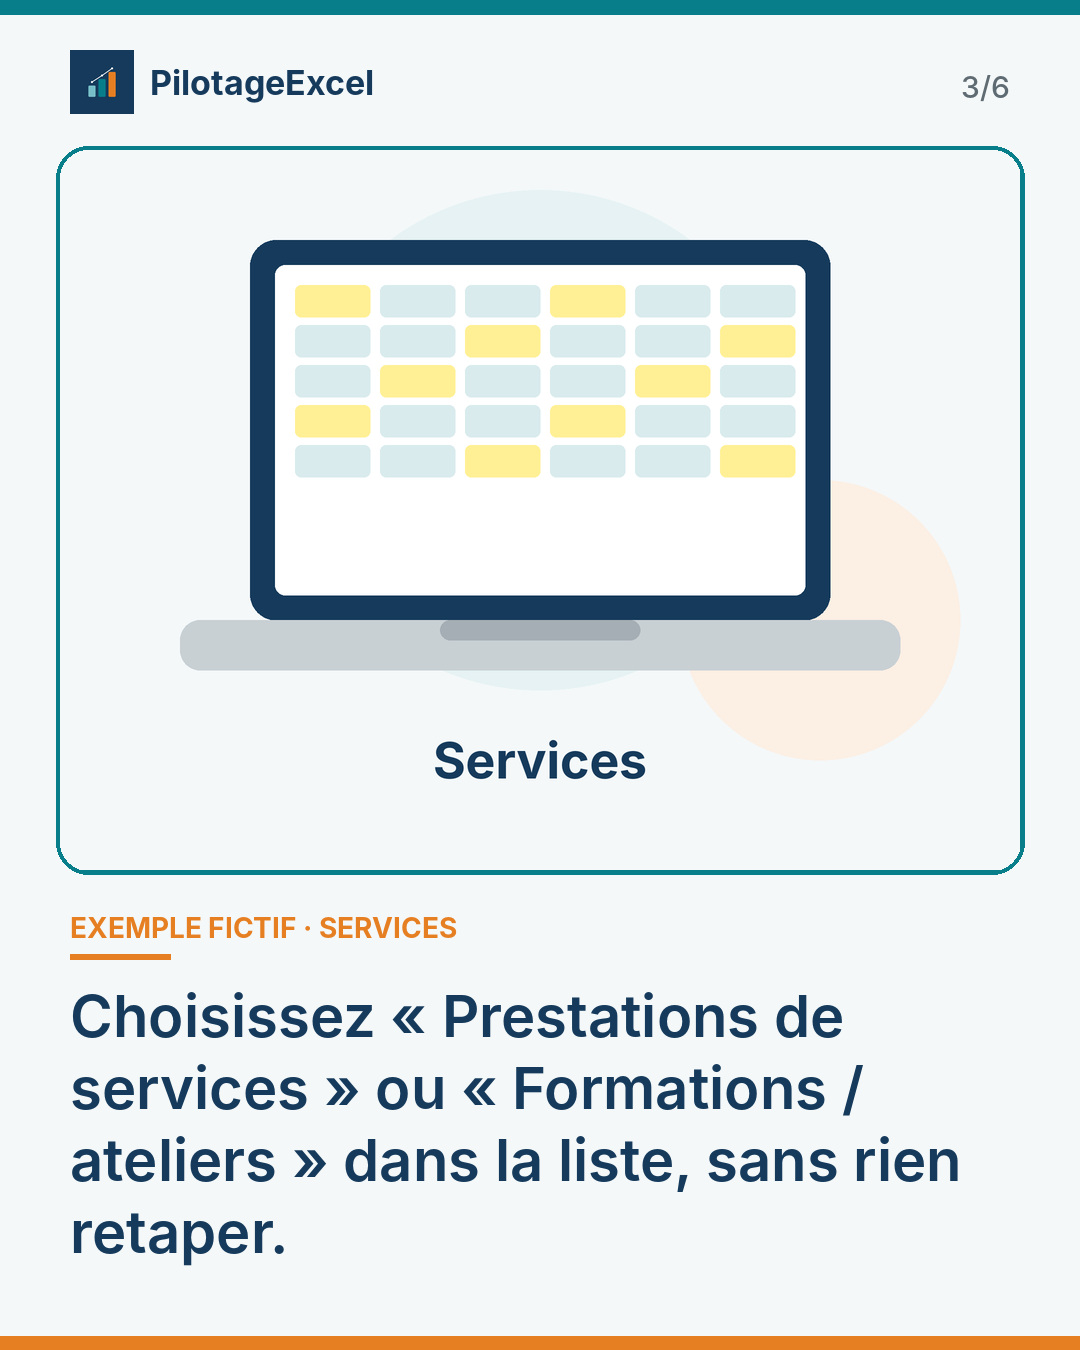 PilotageExcel
3/6
Services
EXEMPLE FICTIF · SERVICES
Choisissez « Prestations de
services » ou « Formations /
ateliers » dans la liste, sans rien
retaper.